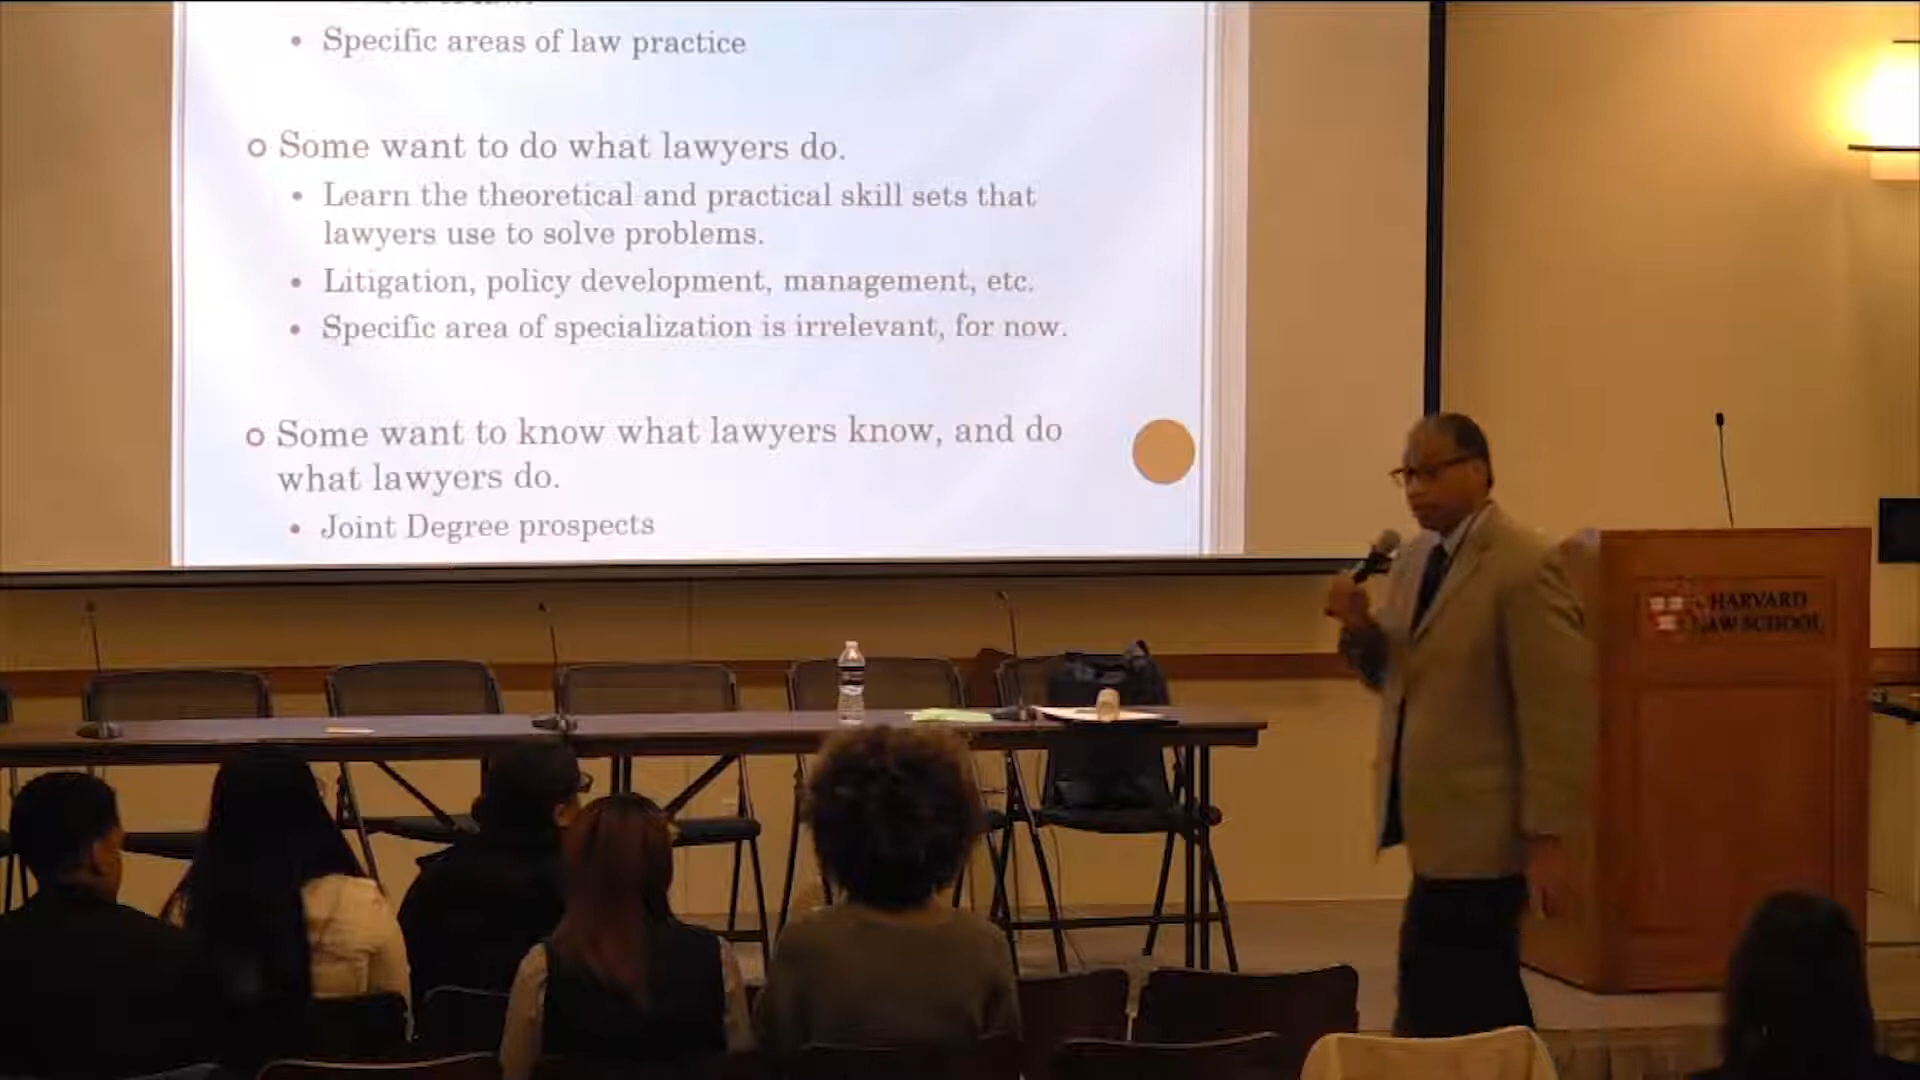 • Specific areas of law practice
o Some want to do what lawyers do.
• Learn the theoretical and practical skill sets that
lawyers use to solve problems.
• Litigation, policy development, management, etc.
• Specific area of specialization is irrelevant, for now.
o Some want to know what lawyers know, and do
what lawyers do.
• Joint Degree prospects
HARVARD
LAW SCHOOL